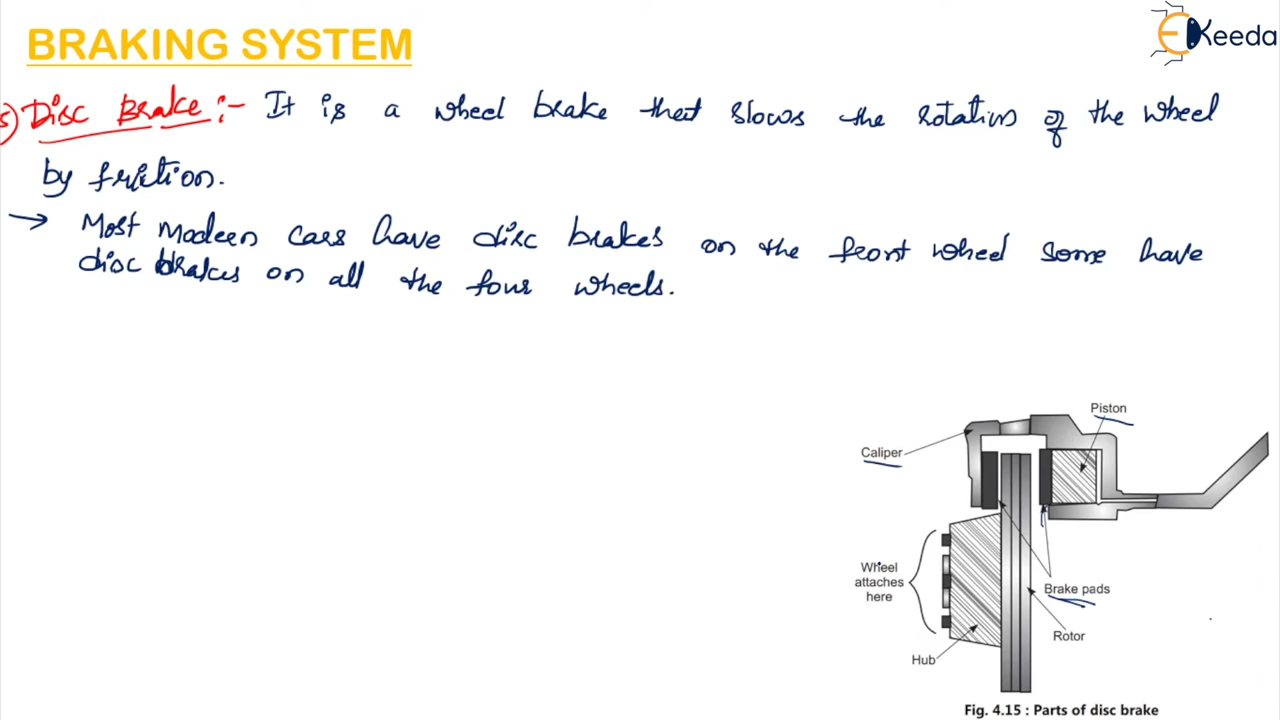 BRAKING SYSTEM
EKeeda
5) Disc Brake :- It is a wheel brake that slows the rotation of the wheel
by friction.
→ Most modern cars have disc brakes on the front wheel some have
disc brakes on all the four wheels.
Piston
Caliper
Wheel
attaches
here
Brake pads
Rotor
Hub
Fig. 4.15 : Parts of disc brake